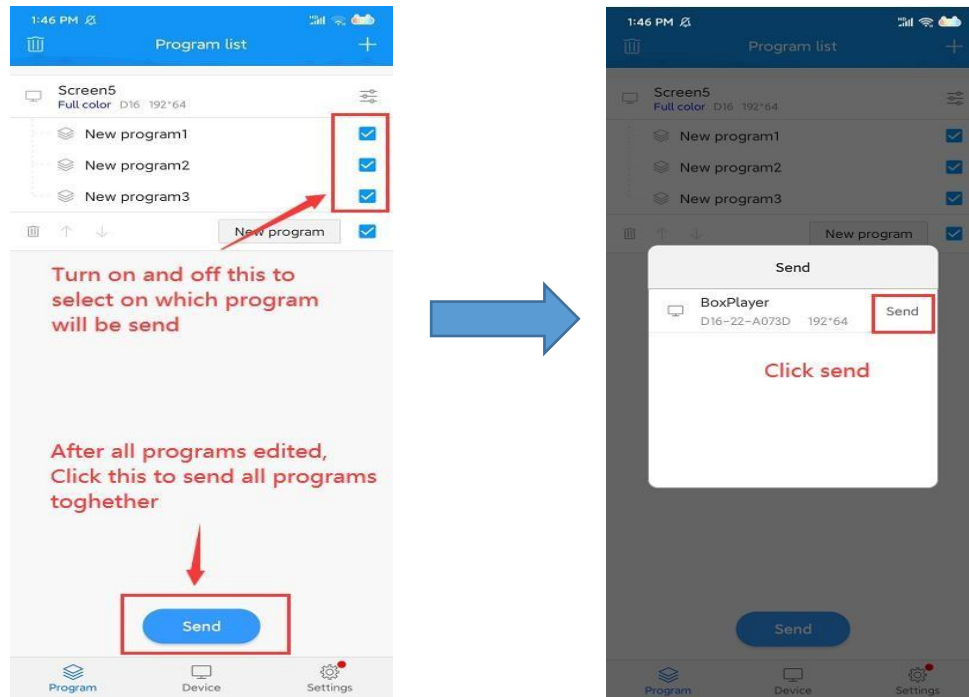 1:46 PM
Program list
Screen5
Full color D16 192*64
New program1
New program2
New program3
New program
Turn on and off this to
select on which program
will be send
After all programs edited,
Click this to send all programs
toghether
Send
Program Device Settings
1:46 PM
Program list
Screen5
Full color D16 192*64
New program1
New program2
New program3
New program
Send
BoxPlayer
D16-22-A073D 192*64
Send
Click send
Send
Program Device Settings